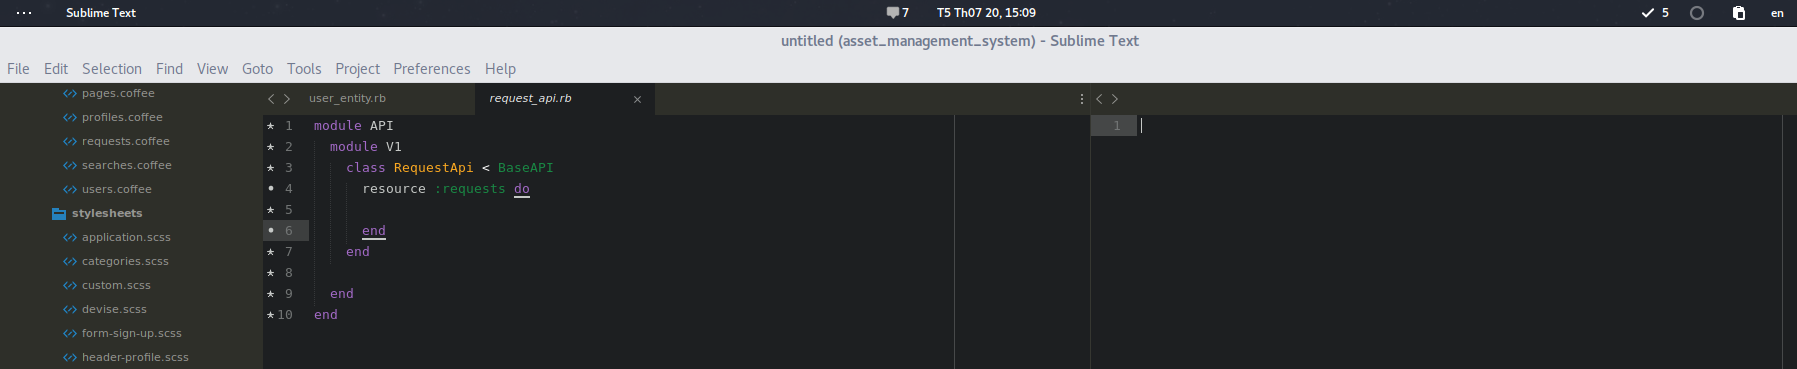 Sublime Text 7 T5 Th07 20, 15:09 5 en
untitled (asset_management_system) - Sublime Text
File Edit Selection Find View Goto Tools Project Preferences Help
pages.coffee
profiles.coffee
requests.coffee
searches.coffee
users.coffee
stylesheets
application.scss
categories.scss
custom.scss
devise.scss
form-sign-up.scss
header-profile.scss
user_entity.rb request_api.rb
1 module API
2 module V1
3 class RequestApi < BaseAPI
4 resource :requests do
5
6 end
7 end
8
9 end
10 end
1